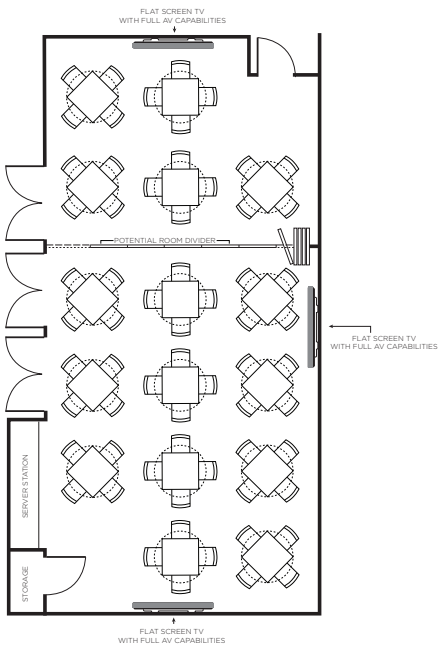 FLAT SCREEN TV
WITH FULL AV CAPABILITIES
POTENTIAL ROOM DIVIDER
FLAT SCREEN TV
WITH FULL AV CAPABILITIES
SERVER STATION
STORAGE
FLAT SCREEN TV
WITH FULL AV CAPABILITIES